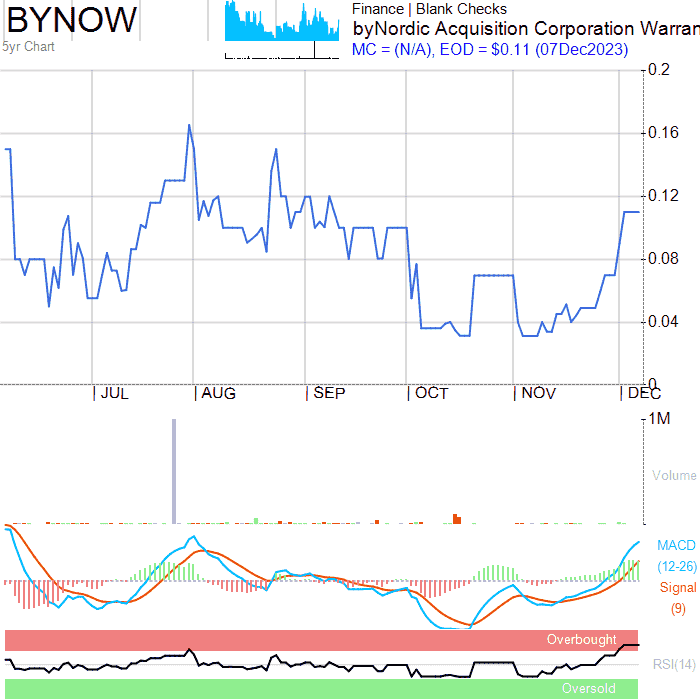 BYNOW
5yr Chart
Finance | Blank Checks
byNordic Acquisition Corporation Warran
MC = (N/A), EOD = $0.11 (07Dec2023)
0.2
0.16
0.12
0.08
0.04
0
JUL AUG SEP OCT NOV DEC
1M
Volume
MACD
(12-26)
Signal
(9)
Overbought
RSI(14)
Oversold